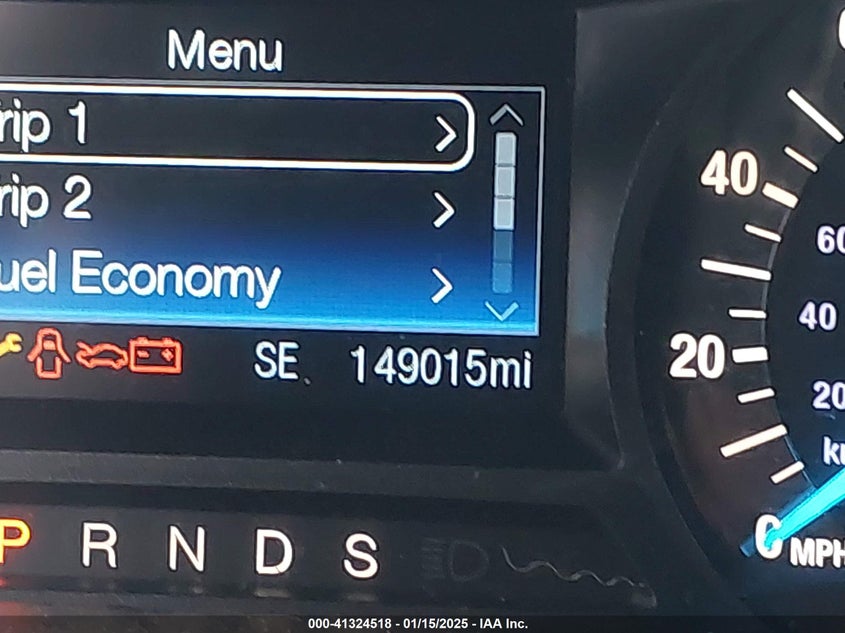 Menu
rip 1
rip 2
uel Economy
SE 149015mi
40
20
0
MPH
60
40
20
P R N D S
000-41324518 - 01/15/2025 - IAA Inc.